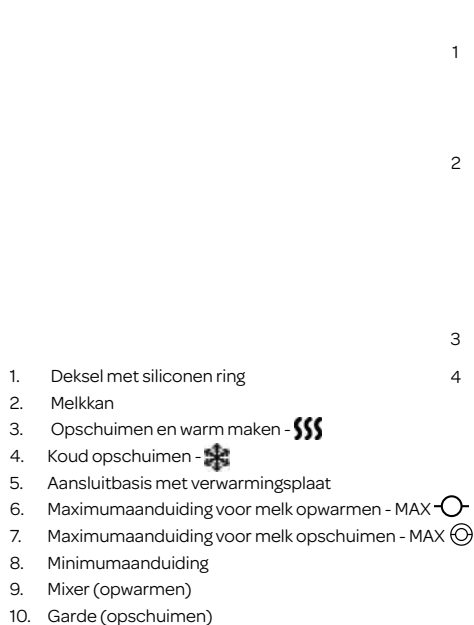 1
2
3
4
1. Deksel met siliconen ring
2. Melkkan
3. Opschuimen en warm maken -
4. Koud opschuimen -
5. Aansluitbasis met verwarmingsplaat
6. Maximumaanduiding voor melk opwarmen - MAX
7. Maximumaanduiding voor melk opschuimen - MAX
8. Minimumaanduiding
9. Mixer (opwarmen)
10. Garde (opschuimen)